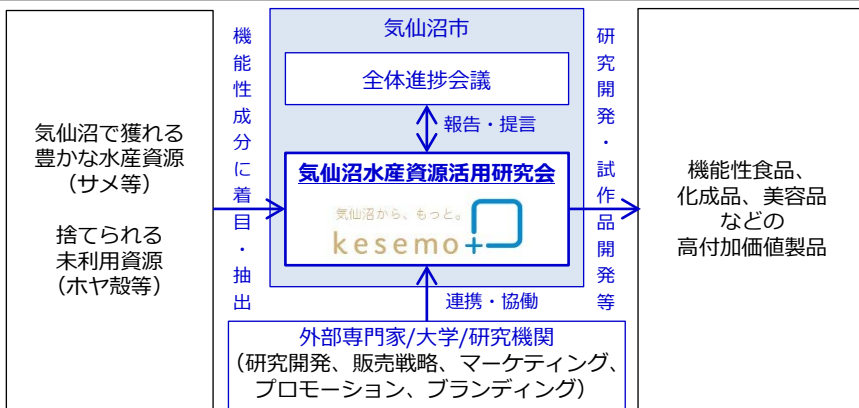 気仙沼で獲れる
豊かな水産資源
（サメ等）
捨てられる
未利用資源
（ホヤ殻等）
機能性成分に着目・抽出
気仙沼市
全体進捗会議
報告・提言
気仙沼水産資源活用研究会
気仙沼から、もっと。
kesemo
連携・協働
外部専門家/大学/研究機関
（研究開発、販売戦略、マーケティング、
プロモーション、ブランディング）
研究開発・試作品開発等
機能性食品、
化成品、美容品
などの
高付加価値製品